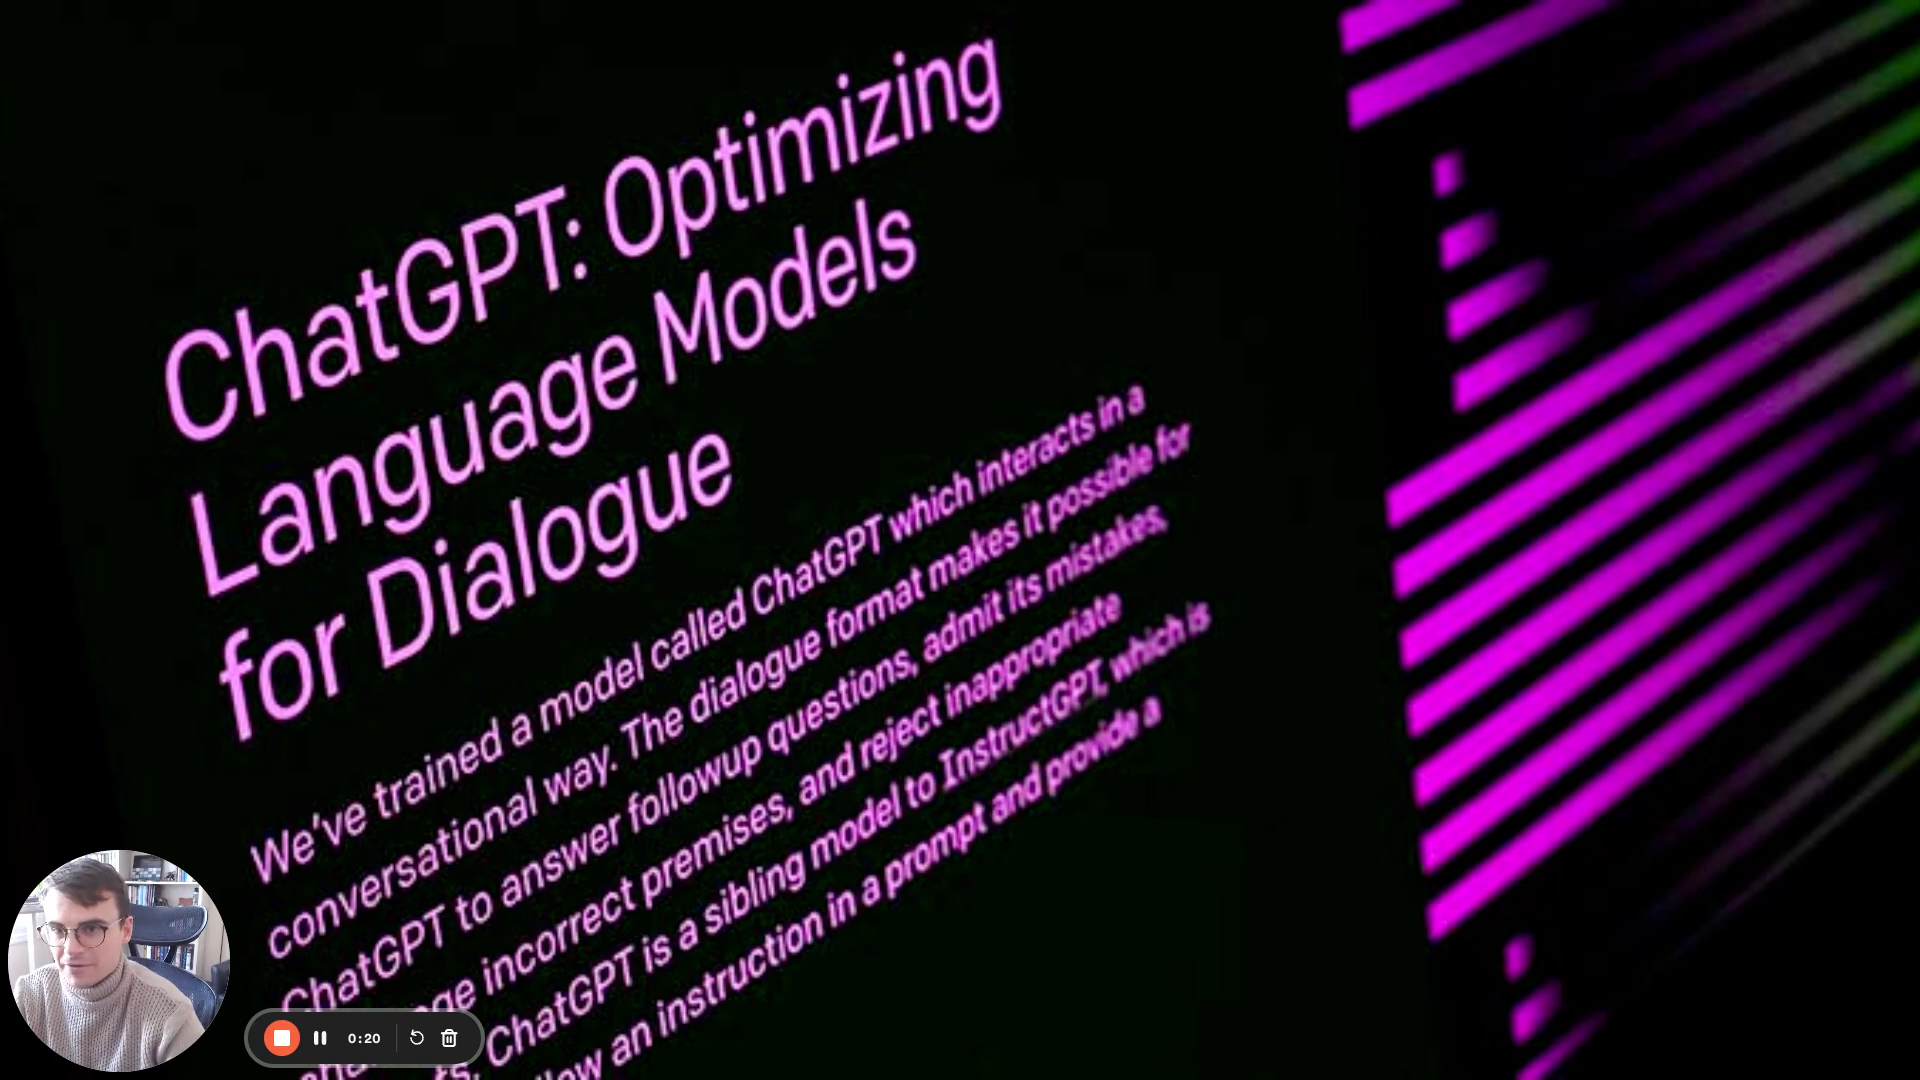 ChatGPT: Optimizing
Language Models
for Dialogue
We've trained a model called ChatGPT which interacts in a
conversational way. The dialogue format makes it possible for
ChatGPT to answer followup questions, admit its mistakes,
incorrect premises, and reject inappropriate
ChatGPT is a sibling model to InstructGPT, which is
an instruction in a prompt and provide a
0:20